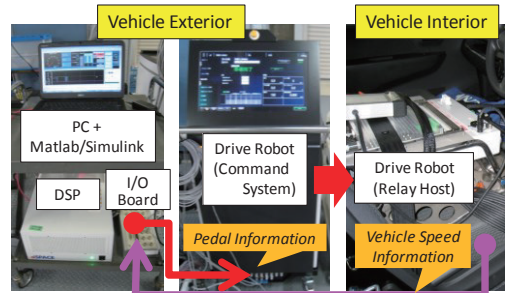 Vehicle Exterior
Vehicle Interior
PC +
Matlab/Simulink
Drive Robot
(Command
System)
Drive Robot
(Relay Host)
DSP
I/O
Board
Pedal Information
Vehicle Speed
Information